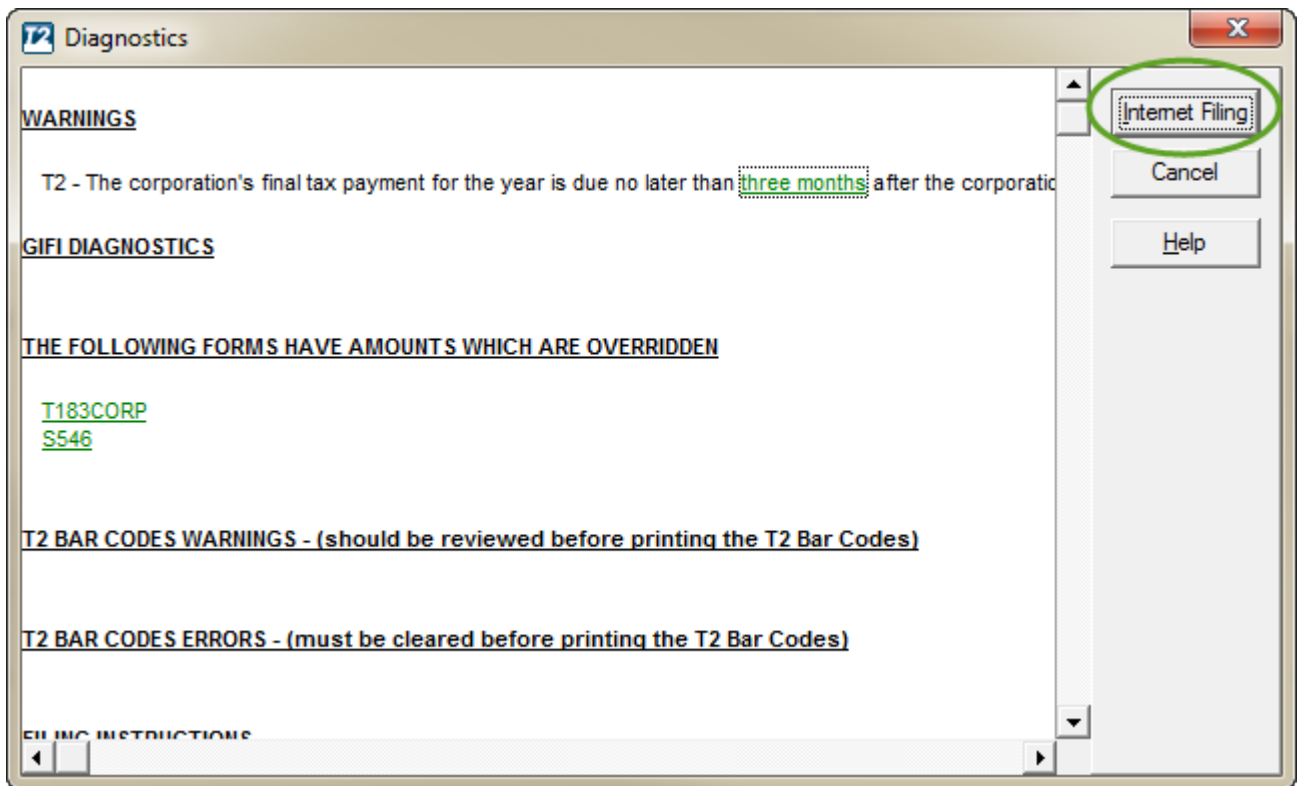 T2 Diagnostics
WARNINGS
Internet Filing
T2 - The corporation's final tax payment for the year is due no later than three months after the corporatio
Cancel
GIFI DIAGNOSTICS
Help
THE FOLLOWING FORMS HAVE AMOUNTS WHICH ARE OVERRIDDEN
T183CORP
S546
T2 BAR CODES WARNINGS - (should be reviewed before printing the T2 Bar Codes)
T2 BAR CODES ERRORS - (must be cleared before printing the T2 Bar Codes)
FILING INSTRUCTIONS